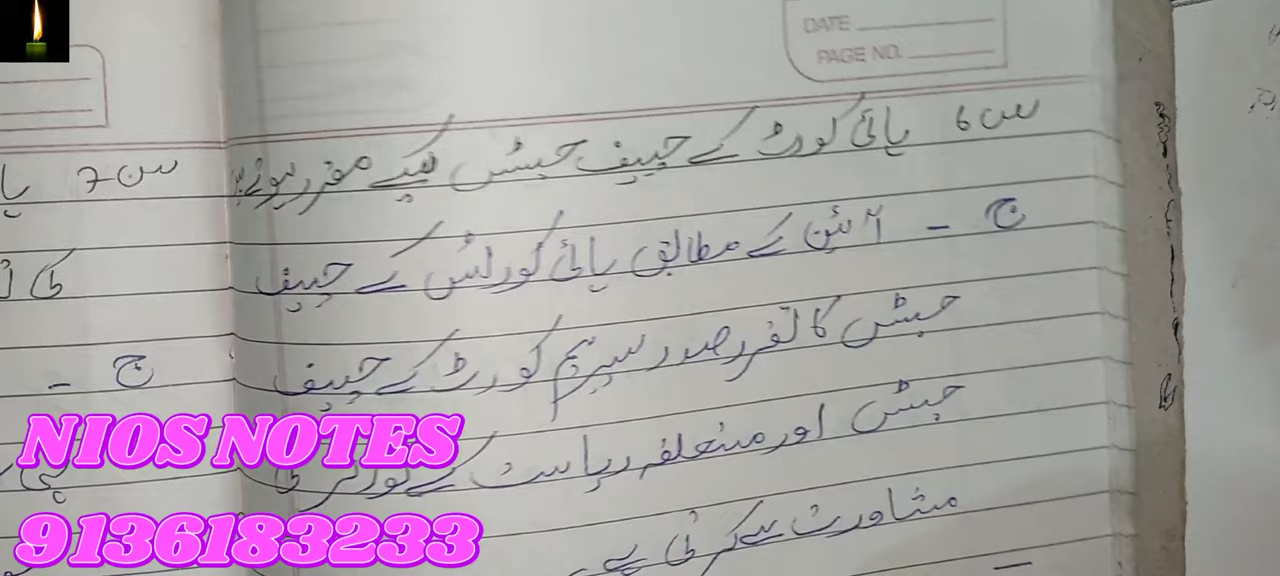 DATE
PAGE NO.
س 6 ہائی کورٹ کے چیف جسٹس کیسے مقرر ہوتے ہیں
ج - آئین کے مطابق ہائی کورٹس کے چیف
جسٹس کا تقرر صدر سپریم کورٹ کے چیف
جسٹس اور متعلقہ ریاست کے گورنر کی
مشاورت سے کرتی ہے -
س 7
کی
ج -
NIOS NOTES
9136183233